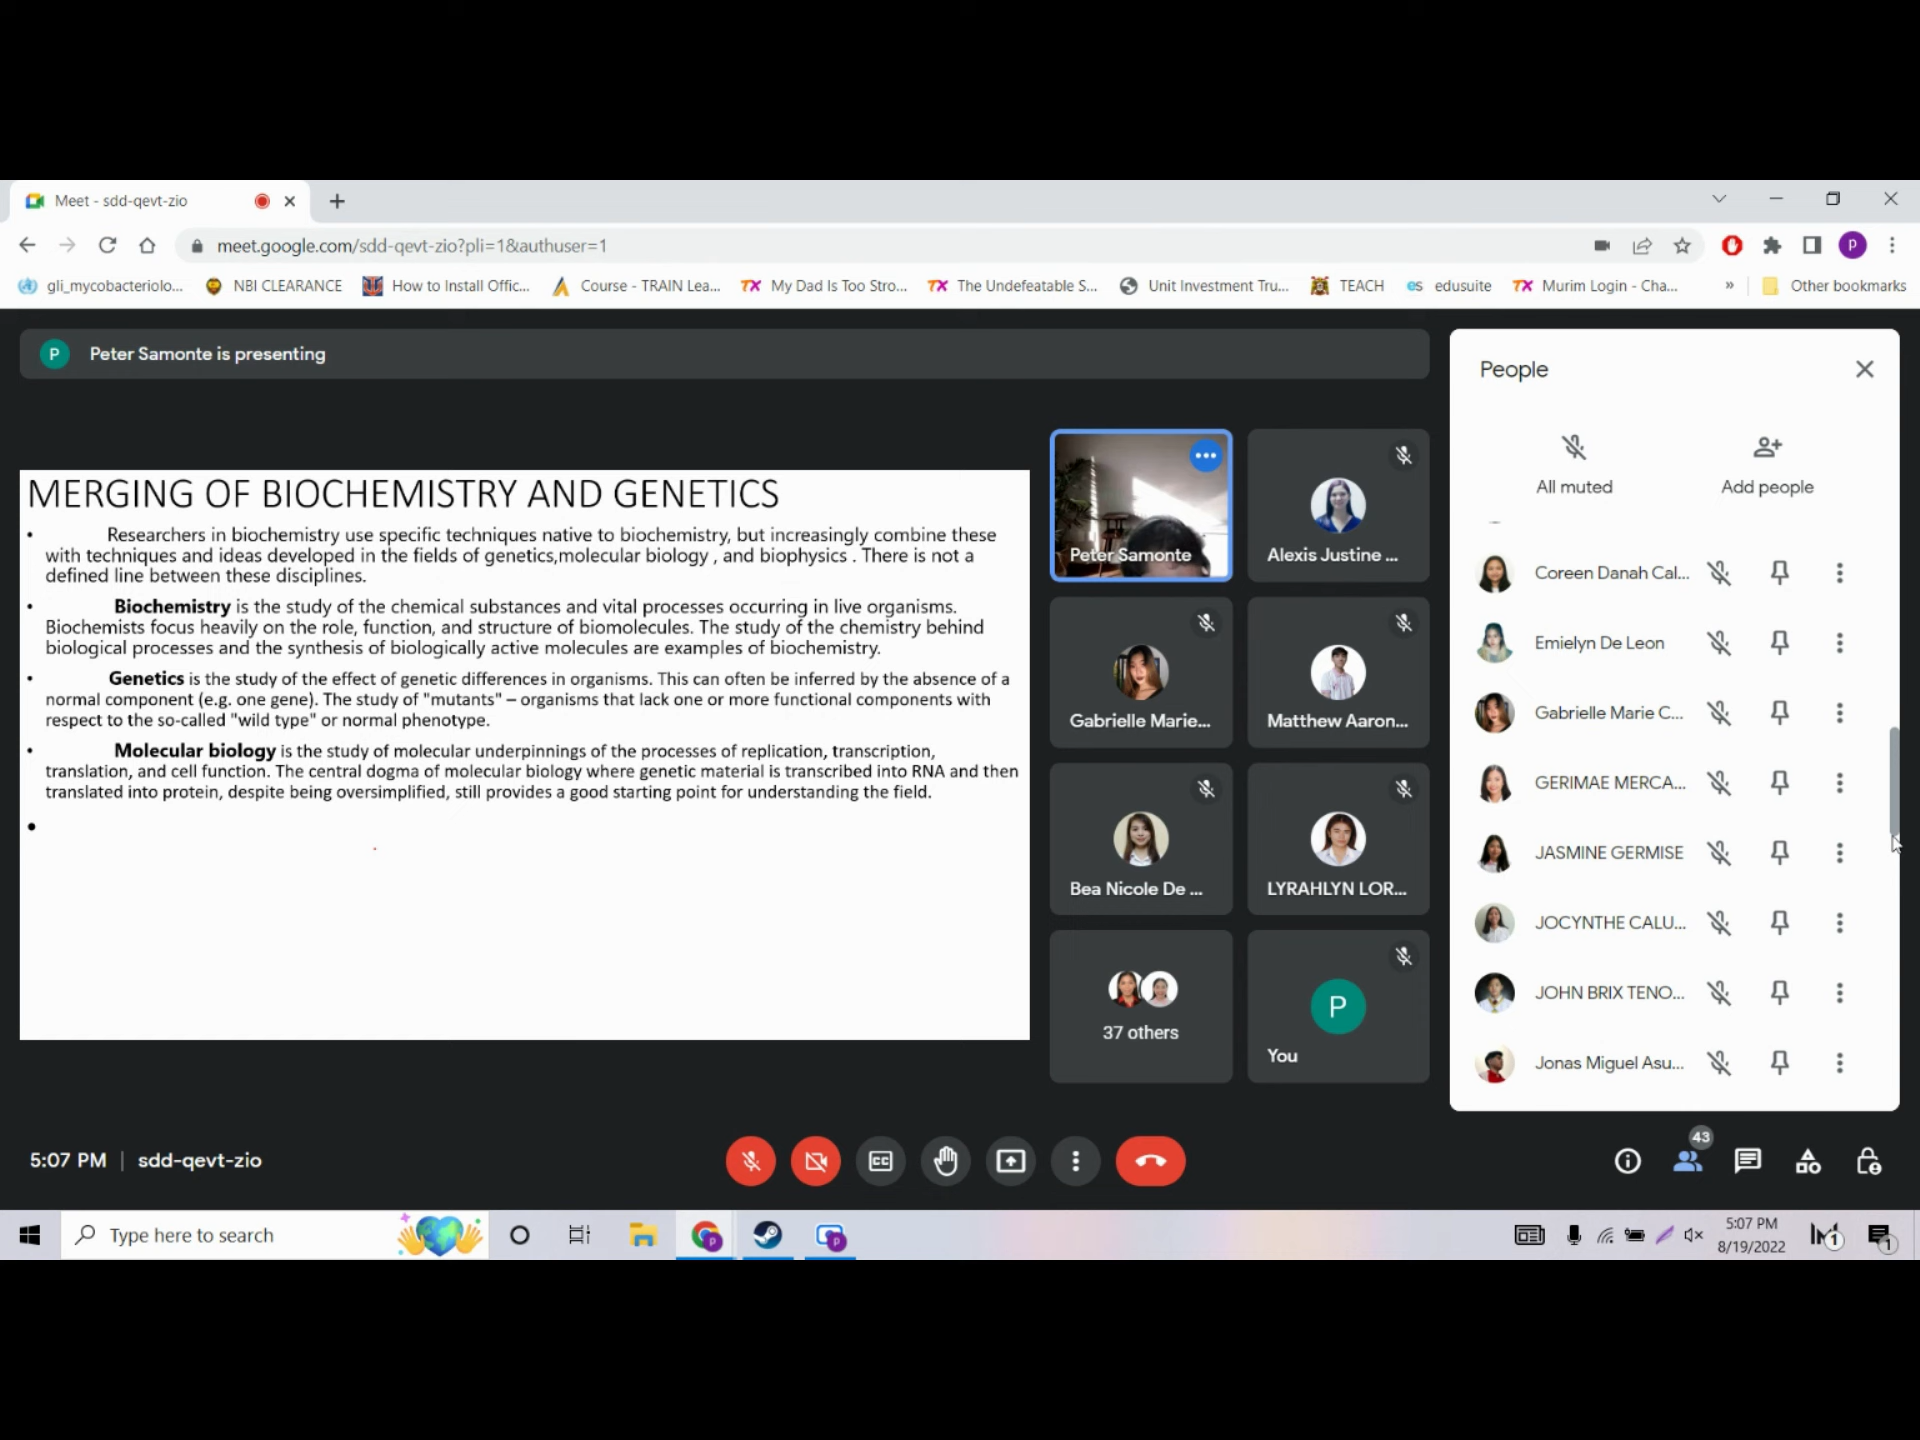 Meet - sdd-qevt-zio
meet.google.com/sdd-qevt-zio?pli=1&authuser=1
gli_mycobacteriolo... NBI CLEARANCE How to Install Offic... Course - TRAIN Lea... My Dad Is Too Stro... The Undefeatable S... Unit Investment Tru... TEACH edusuite Murim Login - Cha... » Other bookmarks
P Peter Samonte is presenting
MERGING OF BIOCHEMISTRY AND GENETICS
• Researchers in biochemistry use specific techniques native to biochemistry, but increasingly combine these
with techniques and ideas developed in the fields of genetics,molecular biology , and biophysics . There is not a
defined line between these disciplines.
• Biochemistry is the study of the chemical substances and vital processes occurring in live organisms.
Biochemists focus heavily on the role, function, and structure of biomolecules. The study of the chemistry behind
biological processes and the synthesis of biologically active molecules are examples of biochemistry.
• Genetics is the study of the effect of genetic differences in organisms. This can often be inferred by the absence of a
normal component (e.g. one gene). The study of "mutants" – organisms that lack one or more functional components with
respect to the so-called "wild type" or normal phenotype.
• Molecular biology is the study of molecular underpinnings of the processes of replication, transcription,
translation, and cell function. The central dogma of molecular biology where genetic material is transcribed into RNA and then
translated into protein, despite being oversimplified, still provides a good starting point for understanding the field.
•
Peter Samonte
Alexis Justine ...
Gabrielle Marie...
Matthew Aaron...
Bea Nicole De ...
LYRAHLYN LOR...
37 others
P
You
People
All muted
Add people
Coreen Danah Cal...
Emielyn De Leon
Gabrielle Marie C...
GERIMAE MERCA...
JASMINE GERMISE
JOCYNTHE CALU...
JOHN BRIX TENO...
Jonas Miguel Asu...
5:07 PM | sdd-qevt-zio
CC
43
Type here to search
5:07 PM
8/19/2022
1
1